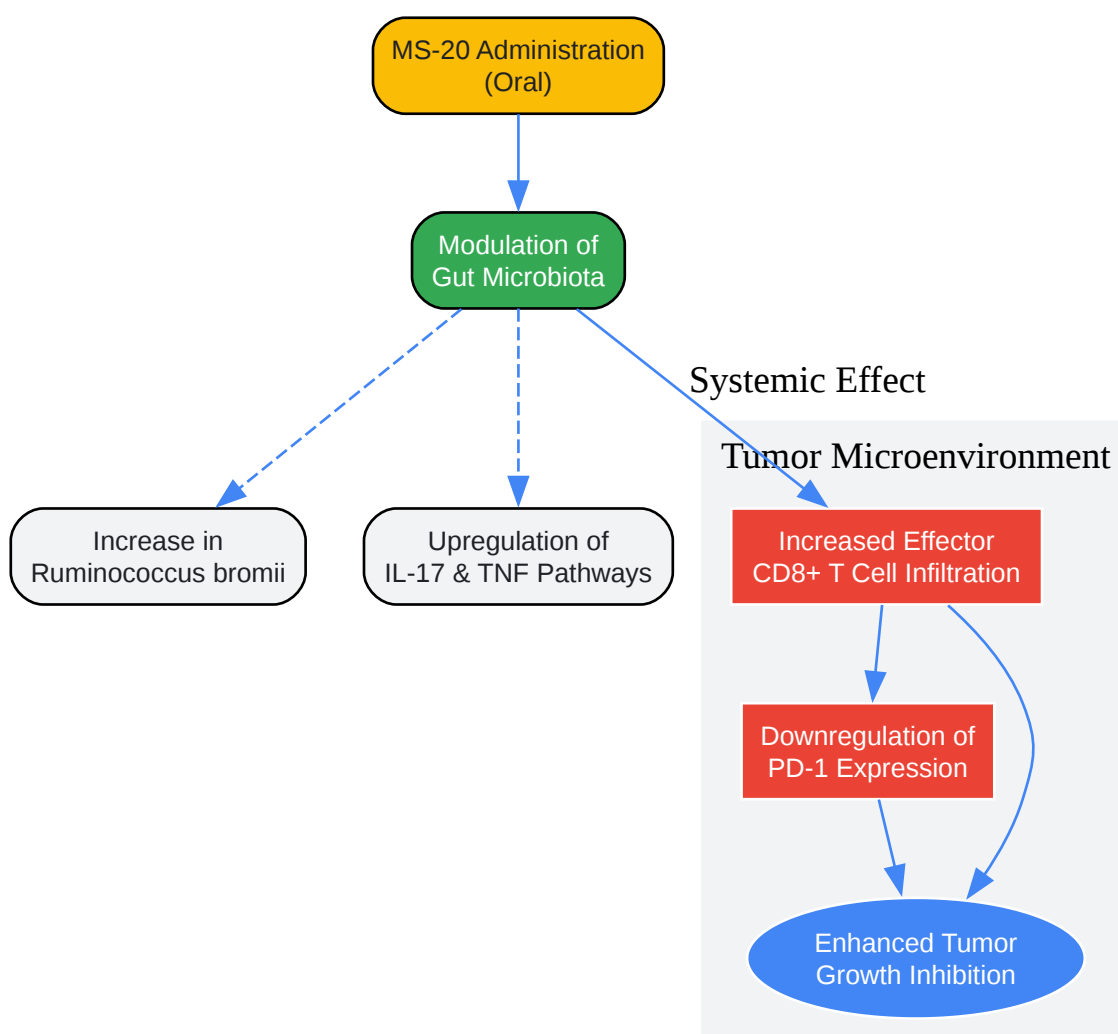 MS-20 Administration
(Oral)
Modulation of
Gut Microbiota
Systemic Effect
Tumor Microenvironment
Increase in
Ruminococcus bromii
Upregulation of
IL-17 & TNF Pathways
Increased Effector
CD8+ T Cell Infiltration
Downregulation of
PD-1 Expression
Enhanced Tumor
Growth Inhibition